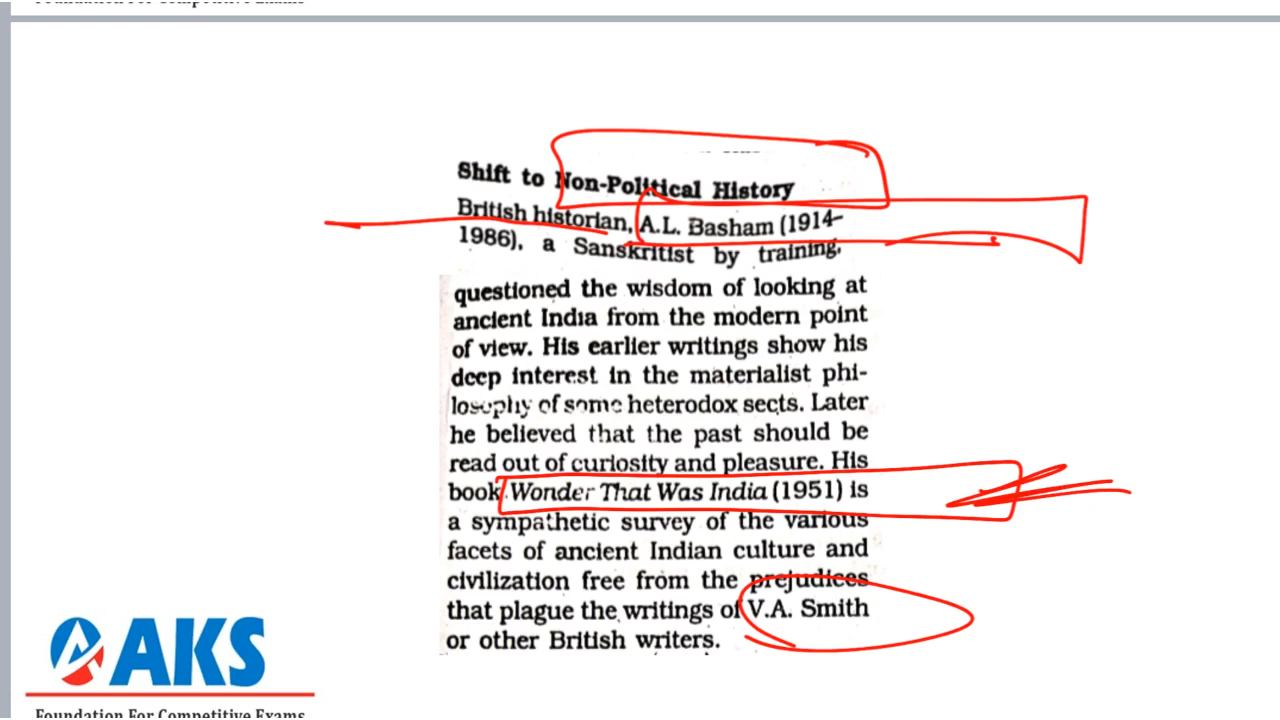 Foundation For Competitive Exams
Shift to Non-Political History
British historian, A.L. Basham (1914–
1986), a Sanskritist by training,
questioned the wisdom of looking at
ancient India from the modern point
of view. His earlier writings show his
deep interest in the materialist phi-
losophy of some heterodox sects. Later
he believed that the past should be
read out of curiosity and pleasure. His
book Wonder That Was India (1951) is
a sympathetic survey of the various
facets of ancient Indian culture and
civilization free from the prejudices
that plague the writings of V.A. Smith
or other British writers.
AKS
Foundation For Competitive Exams